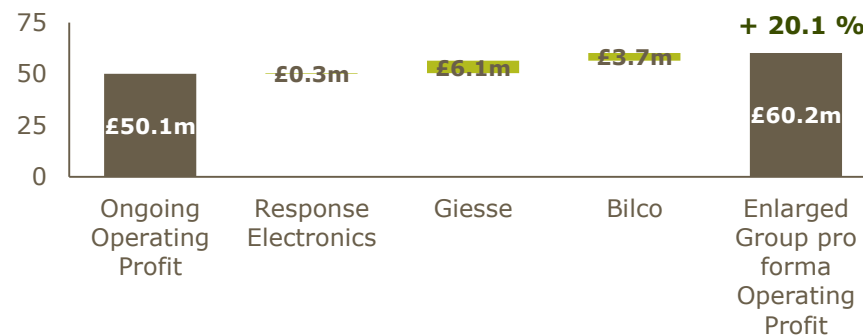 75
50
25
0
+ 20.1 %
£50.1m
£0.3m
£6.1m
£3.7m
£60.2m
Ongoing
Operating
Profit
Response
Electronics
Giesse
Bilco
Enlarged
Group pro
forma
Operating
Profit